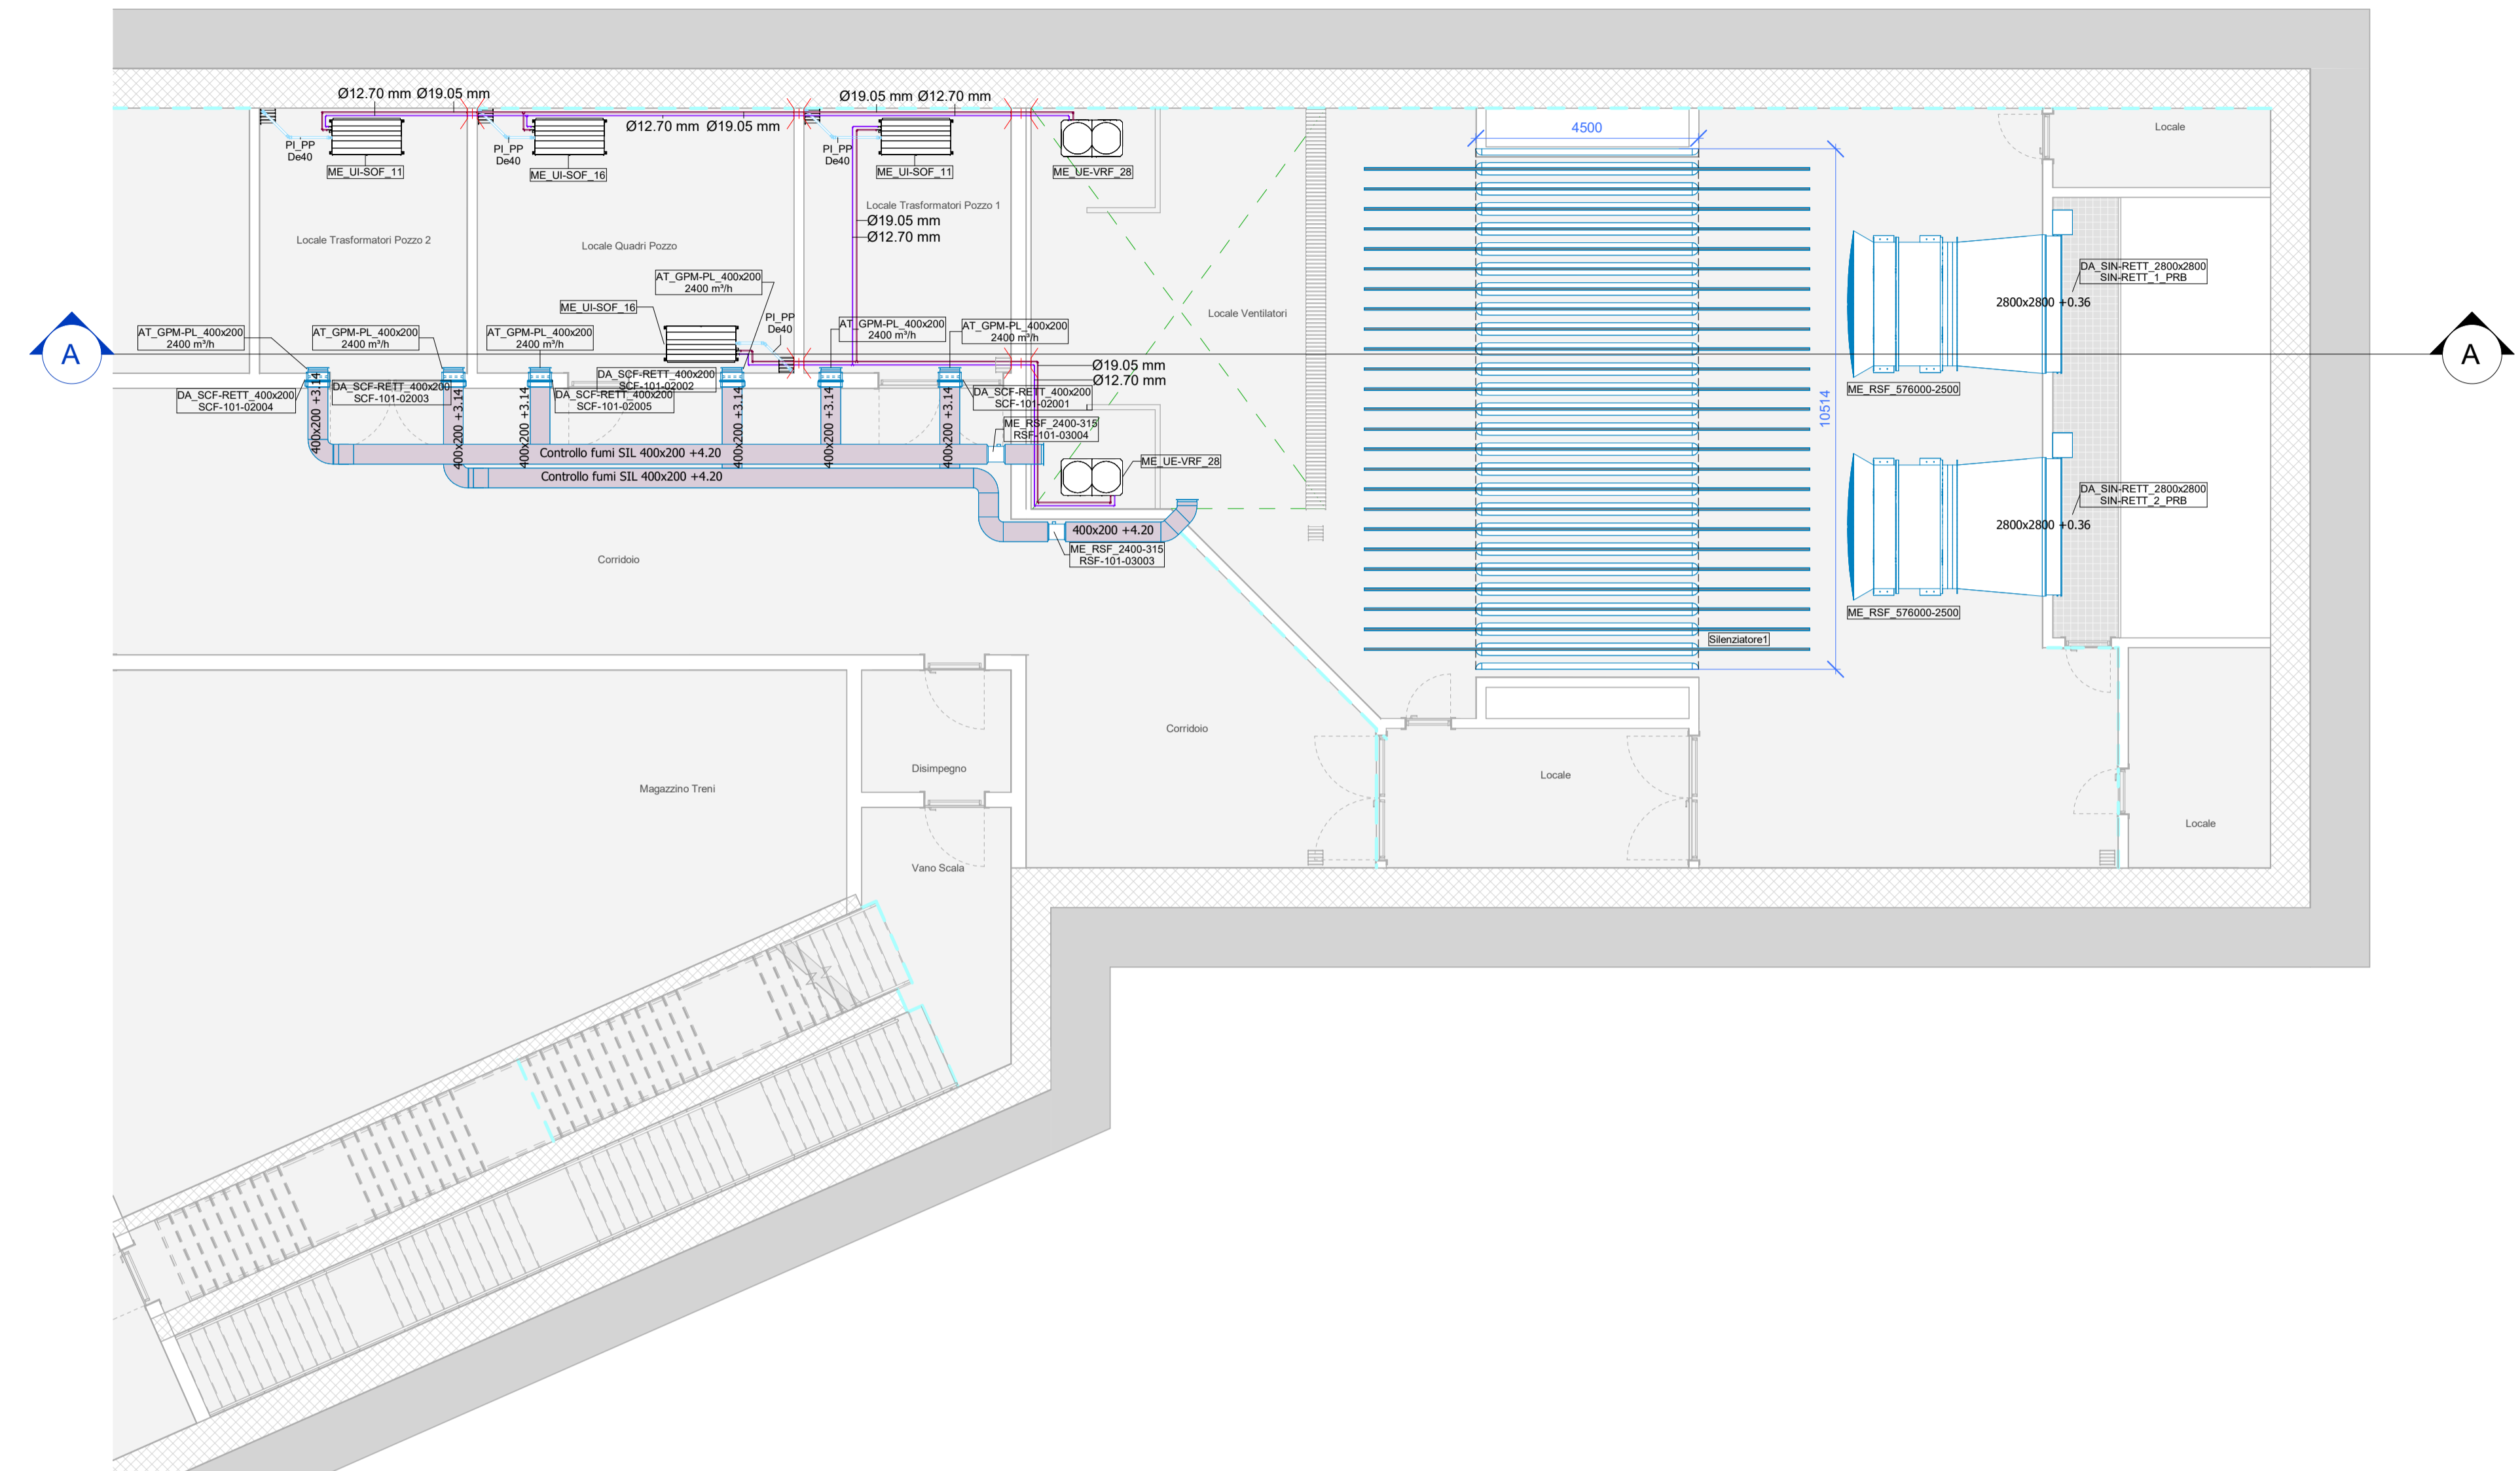 Ø12.70 mm Ø19.05 mm
Ø19.05 mm Ø12.70 mm
Ø12.70 mm Ø19.05 mm
4500
Locale
PI_PP
De40
PI_PP
De40
PI_PP
De40
ME_UI-SOF_11
ME_UI-SOF_16
ME_UI-SOF_11
ME_UE-VRF_28
Locale Trasformatori Pozzo 1
Ø19.05 mm
Ø12.70 mm
Locale Trasformatori Pozzo 2
Locale Quadri Pozzo
AT_GPM-PL_400x200
2400 m³/h
DA_SIN-RETT_2800x2800
SIN-RETT_1_PRB
2800x2800 +0.36
ME_UI-SOF_16
Locale Ventilatori
PI_PP
De40
AT_GPM-PL_400x200
2400 m³/h
AT_GPM-PL_400x200
2400 m³/h
AT_GPM-PL_400x200
2400 m³/h
AT_GPM-PL_400x200
2400 m³/h
AT_GPM-PL_400x200
2400 m³/h
A
A
Ø19.05 mm
Ø12.70 mm
DA_SCF-RETT_400x200
SCF-101-02004
DA_SCF-RETT_400x200
SCF-101-02003
DA_SCF-RETT_400x200
SCF-101-02002
DA_SCF-RETT_400x200
SCF-101-02005
DA_SCF-RETT_400x200
SCF-101-02001
ME_RSF_576000-2500
10514
400x200 +3.14
400x200 +3.14
400x200 +3.14
400x200 +3.14
400x200 +3.14
400x200 +3.14
ME_RSF_2400-315
RSF-101-03004
Controllo fumi SIL 400x200 +4.20
Controllo fumi SIL 400x200 +4.20
ME_UE-VRF_28
DA_SIN-RETT_2800x2800
SIN-RETT_2_PRB
2800x2800 +0.36
400x200 +4.20
ME_RSF_2400-315
RSF-101-03003
Corridoio
ME_RSF_576000-2500
Silenziatore1
Corridoio
Disimpegno
Locale
Magazzino Treni
Locale
Vano Scala